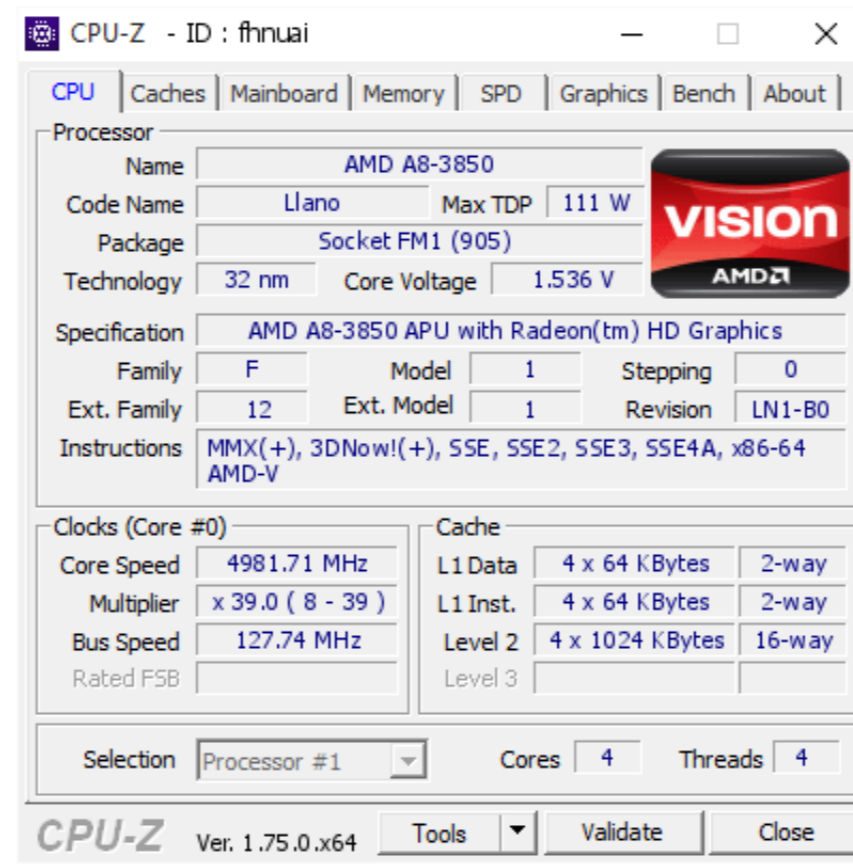 CPU-Z - ID : fhnuai
CPU Caches Mainboard Memory SPD Graphics Bench About
Processor
Name AMD A8-3850
Code Name Llano Max TDP 111 W
Package Socket FM1 (905)
Technology 32 nm Core Voltage 1.536 V
VISION
AMD
Specification AMD A8-3850 APU with Radeon(tm) HD Graphics
Family F Model 1 Stepping 0
Ext. Family 12 Ext. Model 1 Revision LN1-B0
Instructions MMX(+), 3DNow!(+), SSE, SSE2, SSE3, SSE4A, x86-64
AMD-V
Clocks (Core #0)
Core Speed 4981.71 MHz
Multiplier x 39.0 ( 8 - 39 )
Bus Speed 127.74 MHz
Rated FSB
Cache
L1 Data 4 x 64 KBytes 2-way
L1 Inst. 4 x 64 KBytes 2-way
Level 2 4 x 1024 KBytes 16-way
Level 3
Selection Processor #1 Cores 4 Threads 4
CPU-Z Ver. 1.75.0.x64 Tools Validate Close